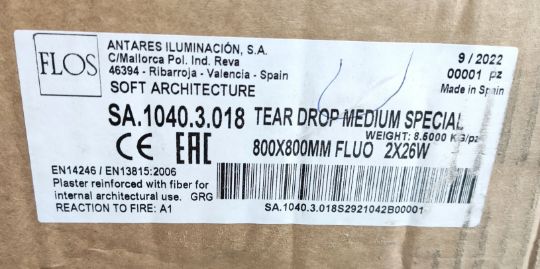 FLOS
ANTARES ILUMINACIÓN, S.A.
C/Mallorca Pol. Ind. Reva
46394 - Ribarroja - Valencia - Spain
SOFT ARCHITECTURE
9 / 2022
00001 pz
Made in Spain
SA.1040.3.018 TEAR DROP MEDIUM SPECIAL
WEIGHT: 8.5000 KG/pz
CE EAC 800X800MM FLUO 2X26W
EN14246 / EN13815:2006
Plaster reinforced with fiber for
internal architectural use. GRG
REACTION TO FIRE: A1
SA.1040.3.018S2921042B00001